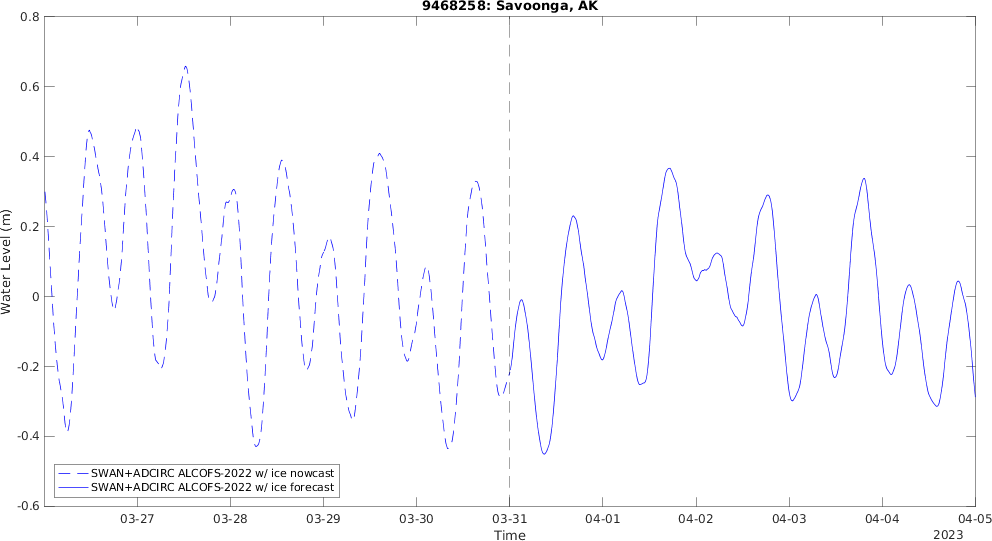 9468258: Savoonga, AK
0.8
0.6
0.4
0.2
0
-0.2
-0.4
-0.6
Water Level (m)
SWAN+ADCIRC ALCOFS-2022 w/ ice nowcast
SWAN+ADCIRC ALCOFS-2022 w/ ice forecast
03-27 03-28 03-29 03-30 03-31 04-01 04-02 04-03 04-04 04-05
Time
2023